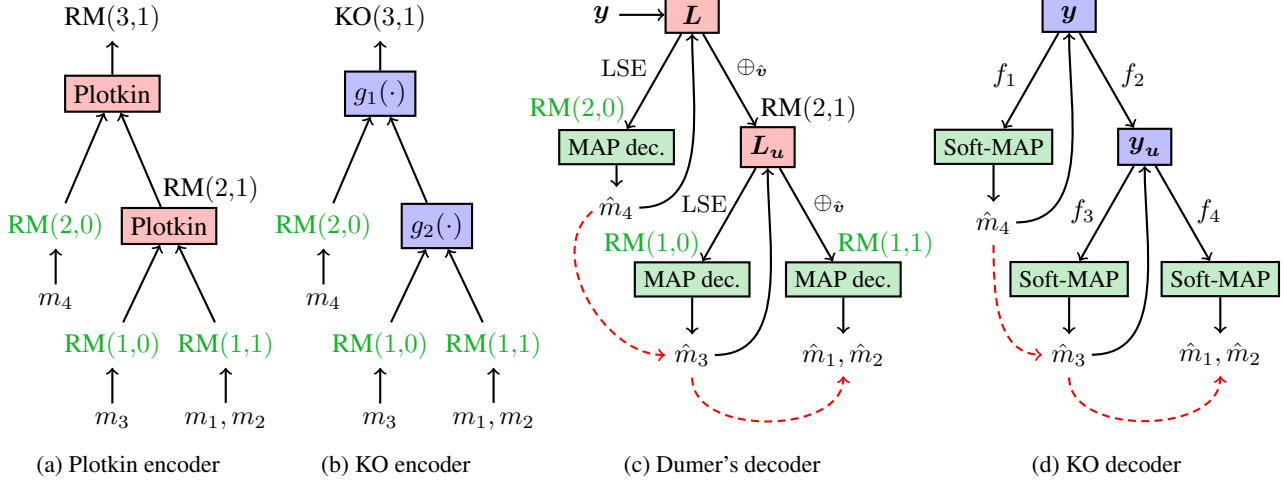 RM(3,1)
Plotkin
RM(2,1)
RM(2,0)
Plotkin
m₄
RM(1,0) RM(1,1)
m₃ m₁, m₂
(a) Plotkin encoder
KO(3,1)
g₁(·)
RM(2,0)
g₂(·)
m₄
RM(1,0) RM(1,1)
m₃ m₁, m₂
(b) KO encoder
y L
LSE ⊕v̂
RM(2,0) RM(2,1)
MAP dec. Lᵤ
m̂₄ LSE ⊕v̂
RM(1,0) RM(1,1)
MAP dec. MAP dec.
m̂₃ m̂₁, m̂₂
(c) Dumer's decoder
y
f₁ f₂
Soft-MAP yᵤ
m̂₄ f₃ f₄
Soft-MAP Soft-MAP
m̂₃ m̂₁, m̂₂
(d) KO decoder